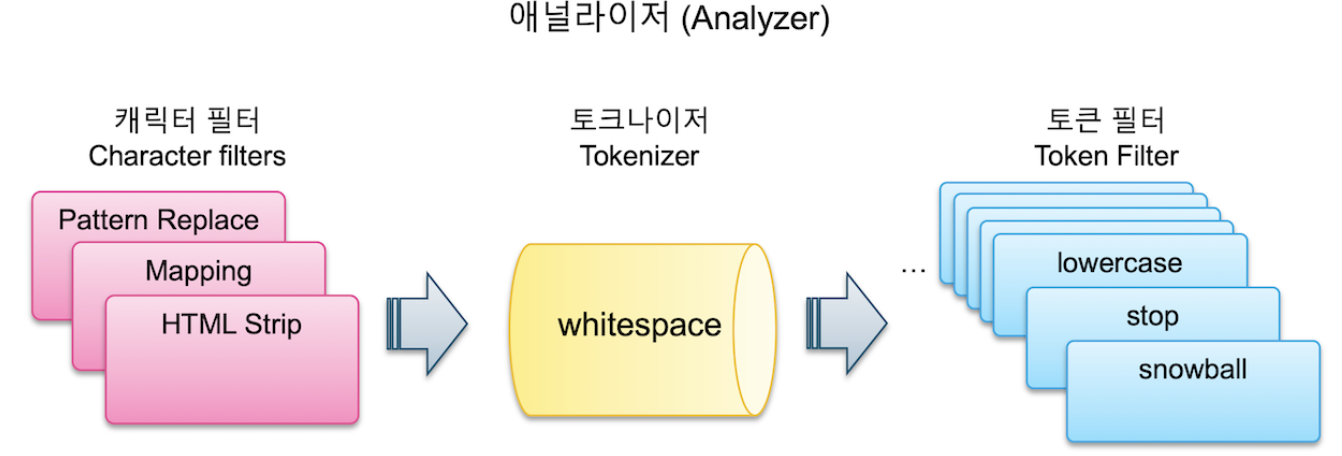 애널라이저 (Analyzer)
캐릭터 필터
Character filters
Pattern Replace
Mapping
HTML Strip
토크나이저
Tokenizer
whitespace
토큰 필터
Token Filter
...
lowercase
stop
snowball